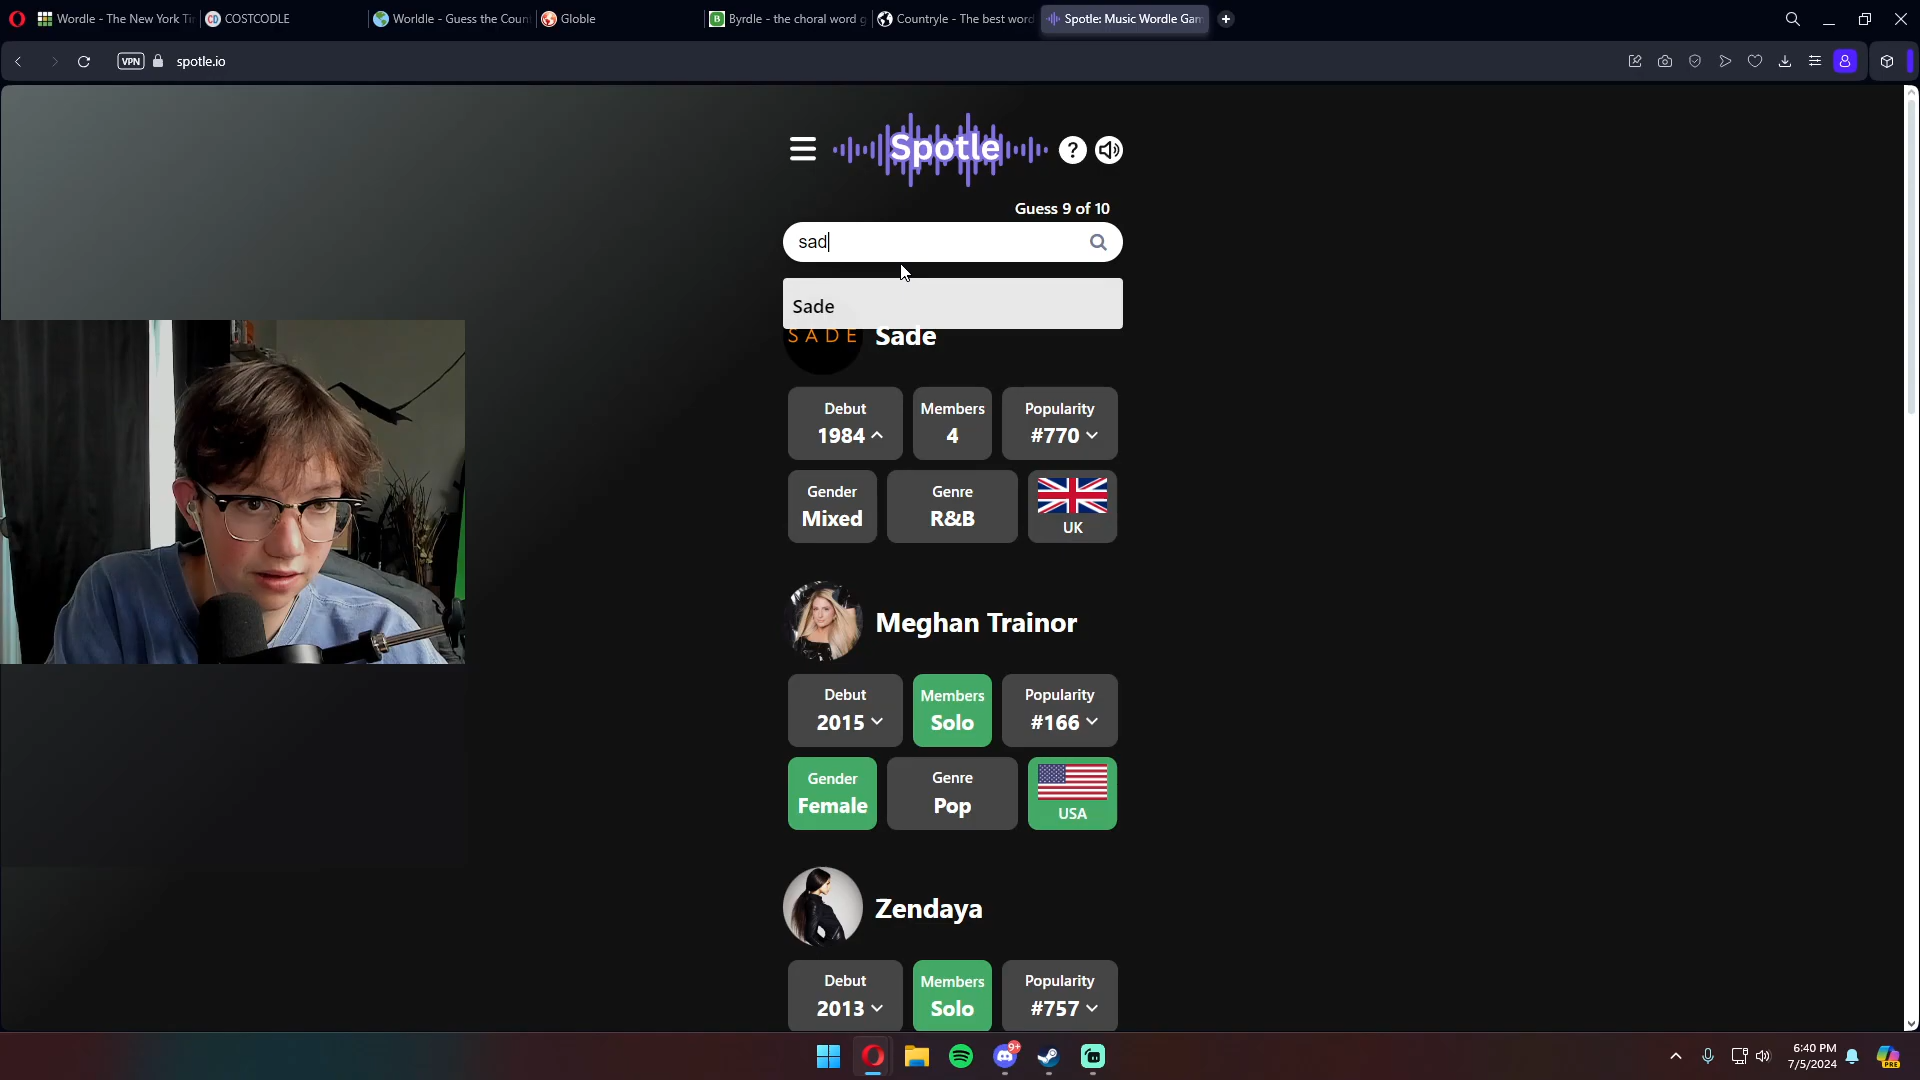 Wordle - The New York Ti
COSTCODLE
Worldle - Guess the Coun
Globle
B
Byrdle - the choral word g
Countryle - The best word
Spotle: Music Wordle Gam
VPN
spotle.io
Spotle
?
Guess 9 of 10
sad
Sade
SADE
Sade
Debut
1984
Members
4
Popularity
#770
Gender
Mixed
Genre
R&B
UK
Meghan Trainor
Debut
2015
Members
Solo
Popularity
#166
Gender
Female
Genre
Pop
USA
Zendaya
Debut
2013
Members
Solo
Popularity
#757
9+
6:40 PM
7/5/2024
PRE